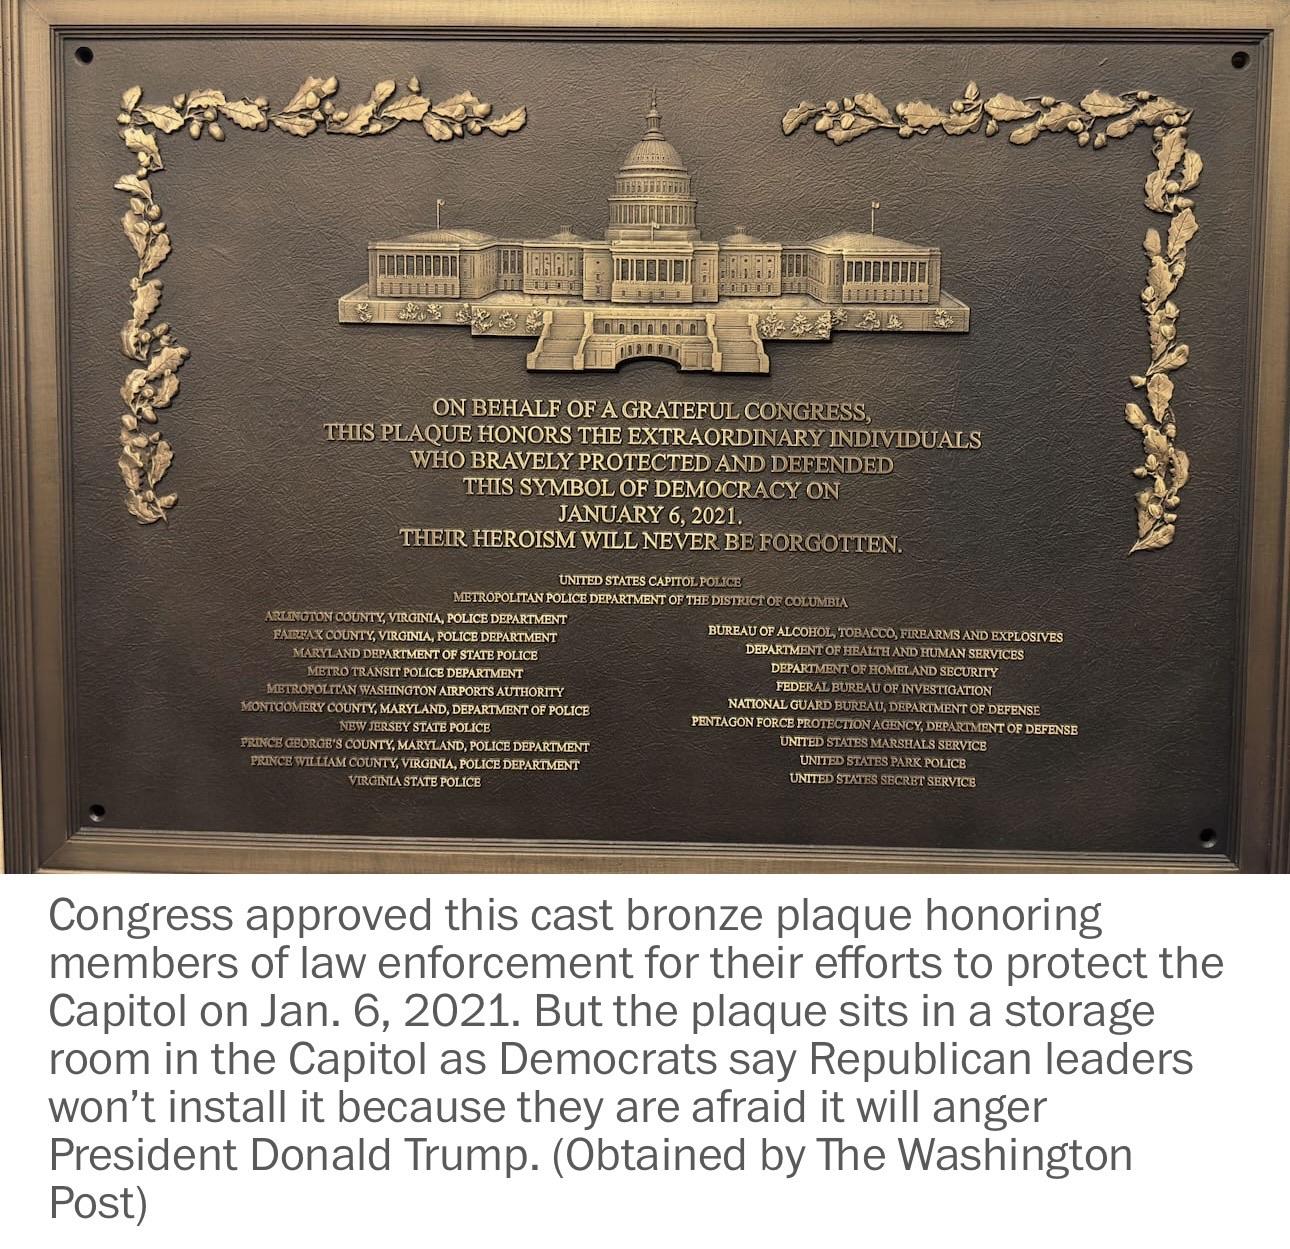 ON BEHALF OF A GRATEFUL CONGRESS,
THIS PLAQUE HONORS THE EXTRAORDINARY INDIVIDUALS
WHO BRAVELY PROTECTED AND DEFENDED
THIS SYMBOL OF DEMOCRACY ON
JANUARY 6, 2021.
THEIR HEROISM WILL NEVER BE FORGOTTEN.
UNITED STATES CAPITOL POLICE
METROPOLITAN POLICE DEPARTMENT OF THE DISTRICT OF COLUMBIA
ARLINGTON COUNTY, VIRGINIA, POLICE DEPARTMENT
FAIRFAX COUNTY, VIRGINIA, POLICE DEPARTMENT
MARYLAND DEPARTMENT OF STATE POLICE
METRO TRANSIT POLICE DEPARTMENT
METROPOLITAN WASHINGTON AIRPORTS AUTHORITY
MONTGOMERY COUNTY, MARYLAND, DEPARTMENT OF POLICE
NEW JERSEY STATE POLICE
PRINCE GEORGE'S COUNTY, MARYLAND, POLICE DEPARTMENT
PRINCE WILLIAM COUNTY, VIRGINIA, POLICE DEPARTMENT
VIRGINIA STATE POLICE
BUREAU OF ALCOHOL, TOBACCO, FIREARMS AND EXPLOSIVES
DEPARTMENT OF HEALTH AND HUMAN SERVICES
DEPARTMENT OF HOMELAND SECURITY
FEDERAL BUREAU OF INVESTIGATION
NATIONAL GUARD BUREAU, DEPARTMENT OF DEFENSE
PENTAGON FORCE PROTECTION AGENCY, DEPARTMENT OF DEFENSE
UNITED STATES MARSHALS SERVICE
UNITED STATES PARK POLICE
UNITED STATES SECRET SERVICE
Congress approved this cast bronze plaque honoring
members of law enforcement for their efforts to protect the
Capitol on Jan. 6, 2021. But the plaque sits in a storage
room in the Capitol as Democrats say Republican leaders
won't install it because they are afraid it will anger
President Donald Trump. (Obtained by The Washington
Post)